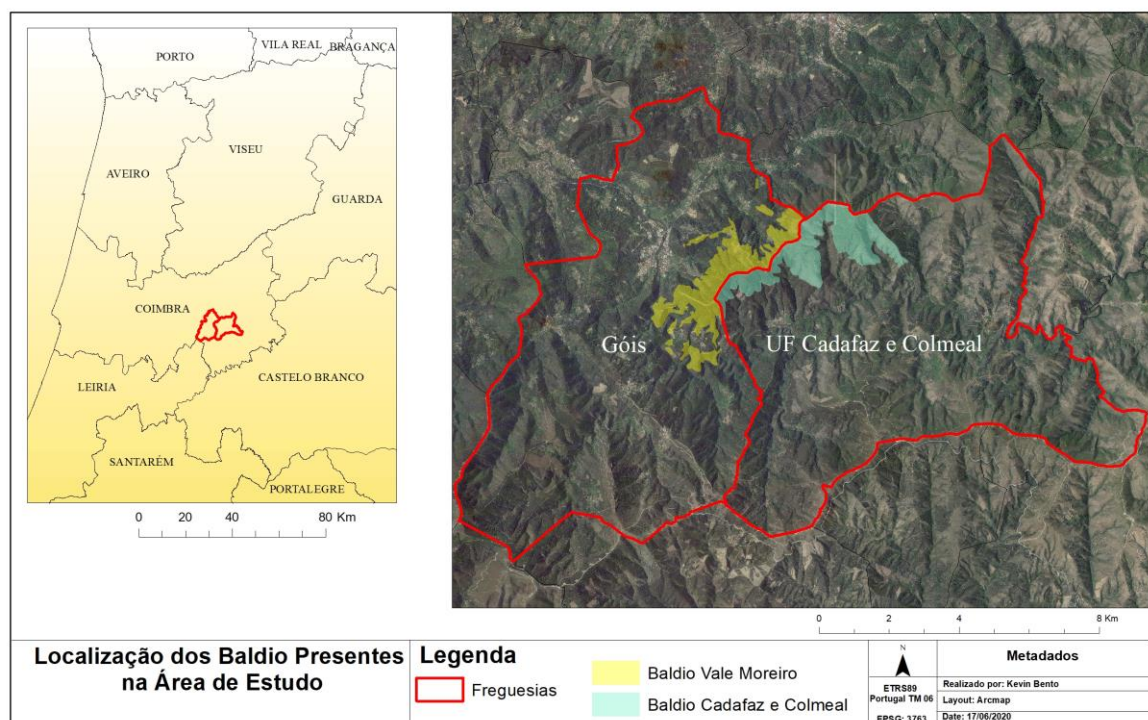 VILA REAL
BRAGANÇA
PORTO
VISEU
AVEIRO
GUARDA
COIMBRA
LEIRIA
CASTELO BRANCO
SANTARÉM
PORTALEGRE
0 20 40 80 Km
Góis
UF Cadafaz e Colmeal
0 2 4 8 Km
Localização dos Baldio Presentes
na Área de Estudo
Legenda
Freguesias
Baldio Vale Moreiro
Baldio Cadafaz e Colmeal
N
ETRS89
Portugal TM 06
EPSG: 3763
Metadados
Realizado por: Kevin Bento
Layout: Arcmap
Date: 17/06/2020